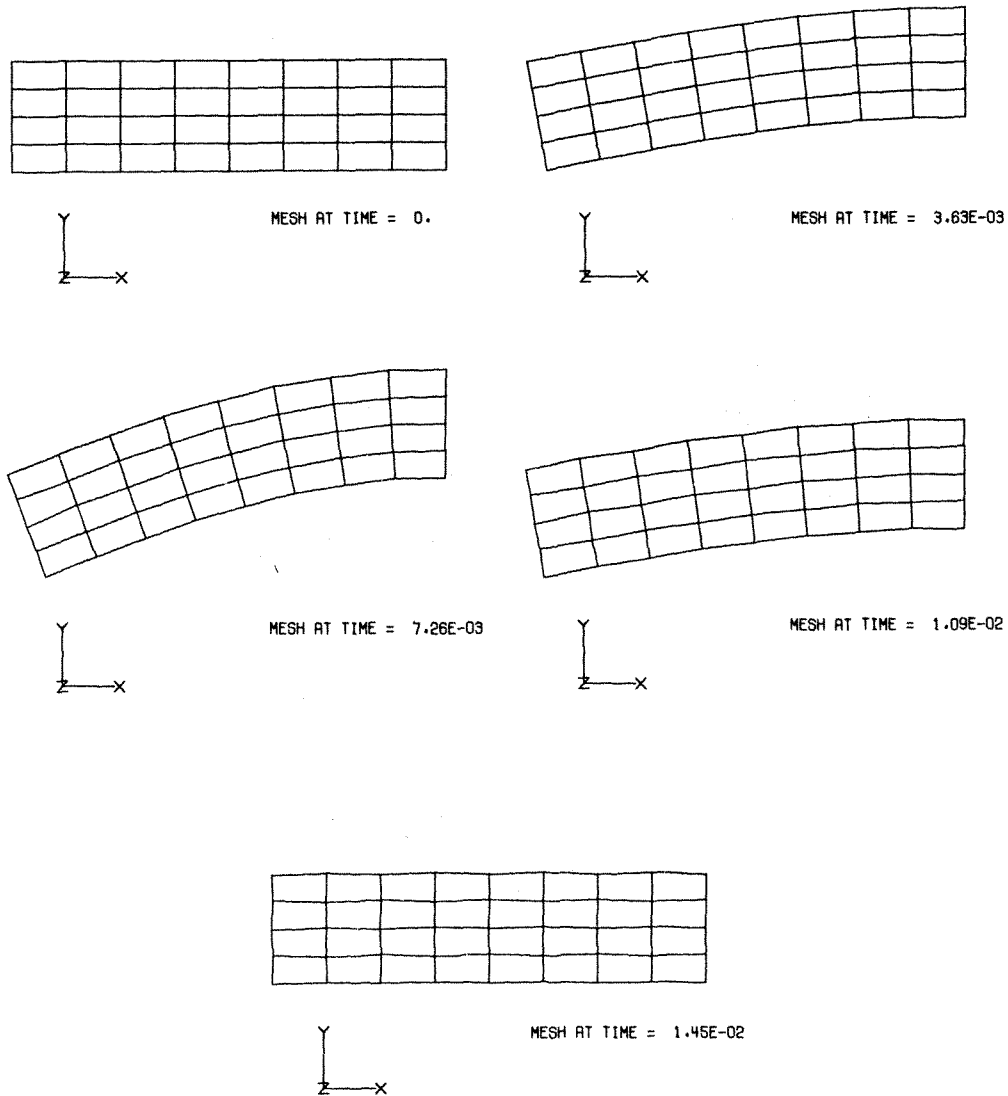 MESH AT TIME = 0.
Y
Z X
MESH AT TIME = 3.63E-03
Y
Z X
MESH AT TIME = 7.26E-03
Y
Z X
MESH AT TIME = 1.09E-02
Y
Z X
MESH AT TIME = 1.45E-02
Y
Z X